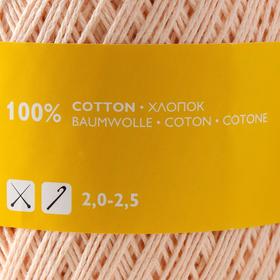 100% COTTON • ХЛОПОК
BAUMWOLLE • COTON • COTONE
2,0-2,5